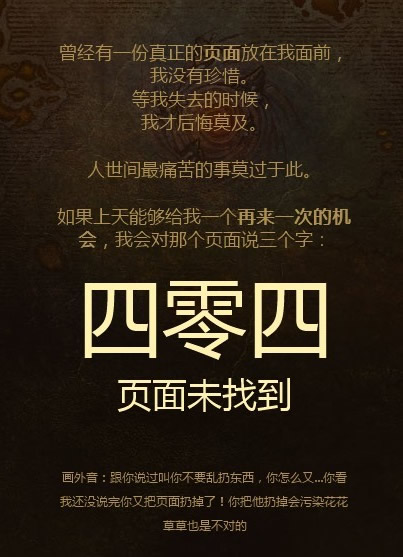 曾经有一份真正的页面放在我面前，
我没有珍惜。
等我失去的时候，
我才后悔莫及。
人世间最痛苦的事莫过于此。
如果上天能够给我一个再来一次的机
会，我会对那个页面说三个字：
四零四
页面未找到
画外音：跟你说过叫你不要乱扔东西，你怎么又...你看
我还没说完你又把页面扔掉了！你把他扔掉会污染花花
草草也是不对的